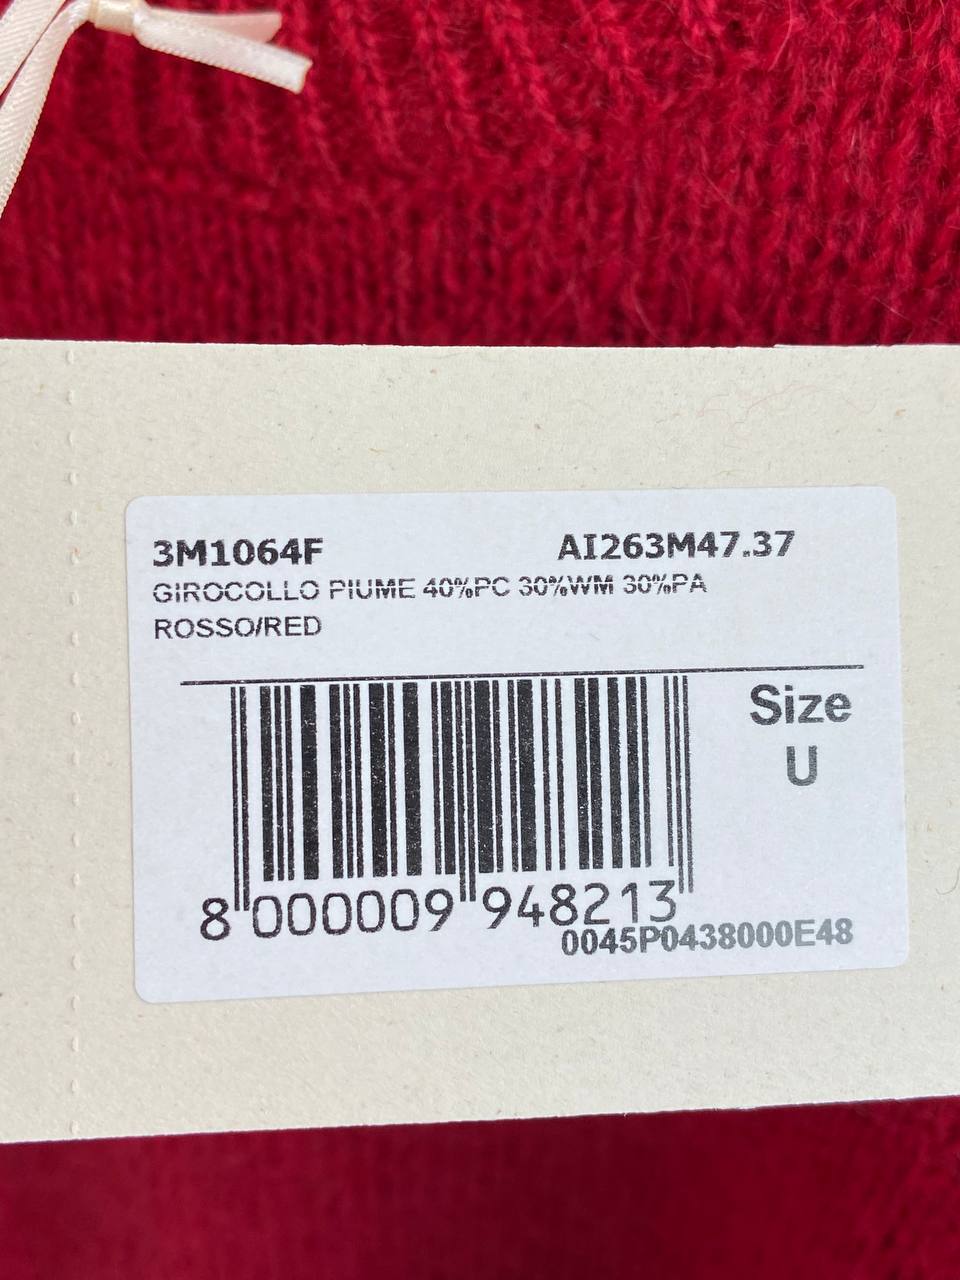 3M1064F AI263M47.37
GIROCOLLO PIUME 40%PC 30%WM 30%PA
ROSSO/RED
Size
U
8 000009 948213
0045P0438000E48